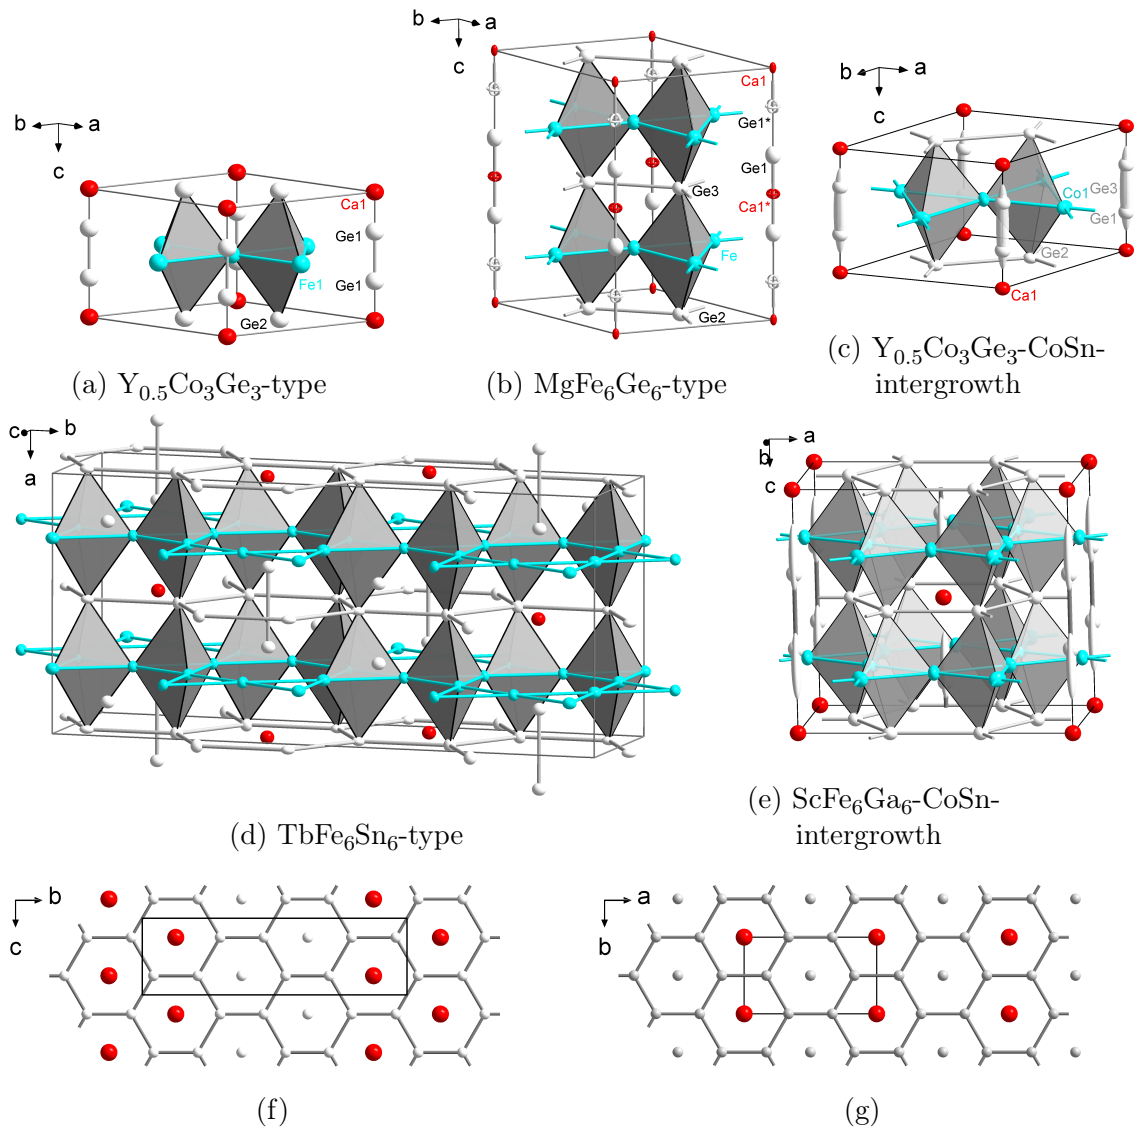 b
a
c
Ca1
Ge1
Ge1
Fe1
Ge2
(a) Y0.5Co3Ge3-type
b
a
c
Ca1
Ge1*
Ge1
Ge3
Ca1*
Fe
Ge2
(b) MgFe6Ge6-type
b
a
c
Co1
Ge3
Ge1
Ge2
Ca1
(c) Y0.5Co3Ge3-CoSn-
intergrowth
c
b
a
(d) TbFe6Sn6-type
a
b
c
(e) ScFe6Ga6-CoSn-
intergrowth
b
c
(f)
a
b
(g)